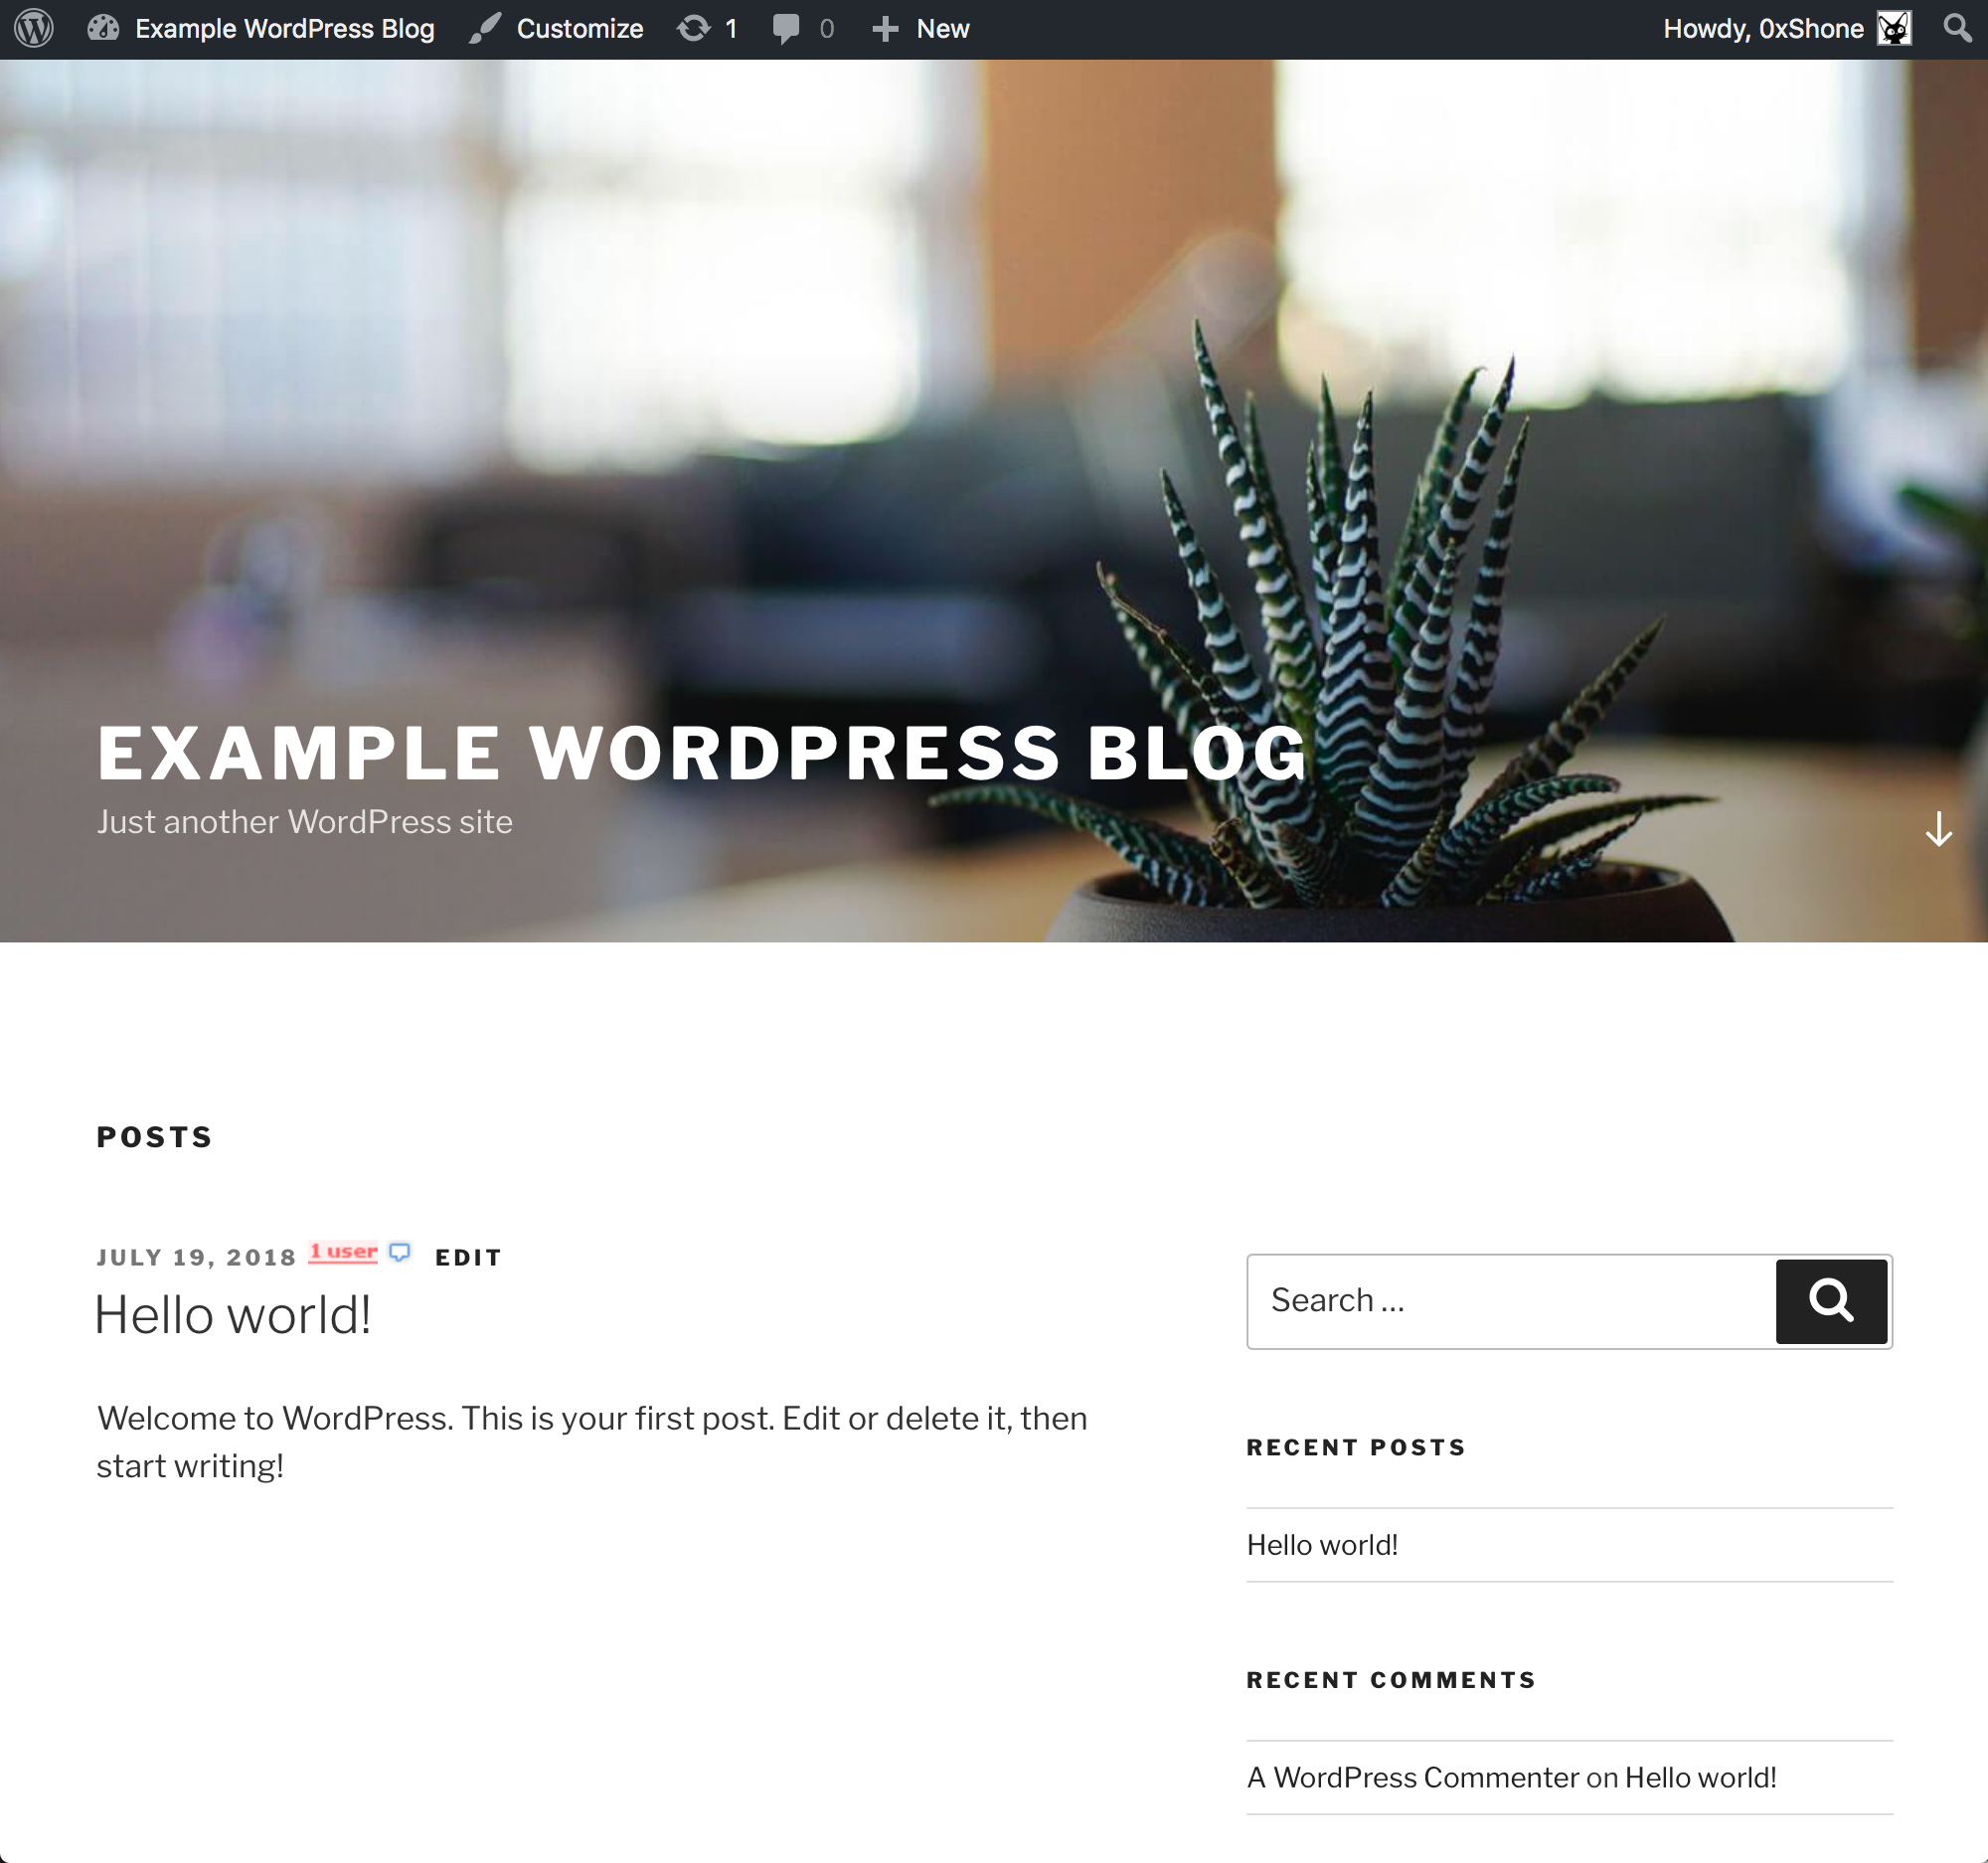 Example WordPress Blog Customize 1 0 New Howdy, 0xShone
EXAMPLE WORDPRESS BLOG
Just another WordPress site
POSTS
JULY 19, 2018 1 user EDIT
Hello world!
Welcome to WordPress. This is your first post. Edit or delete it, then
start writing!
Search …
RECENT POSTS
Hello world!
RECENT COMMENTS
A WordPress Commenter on Hello world!